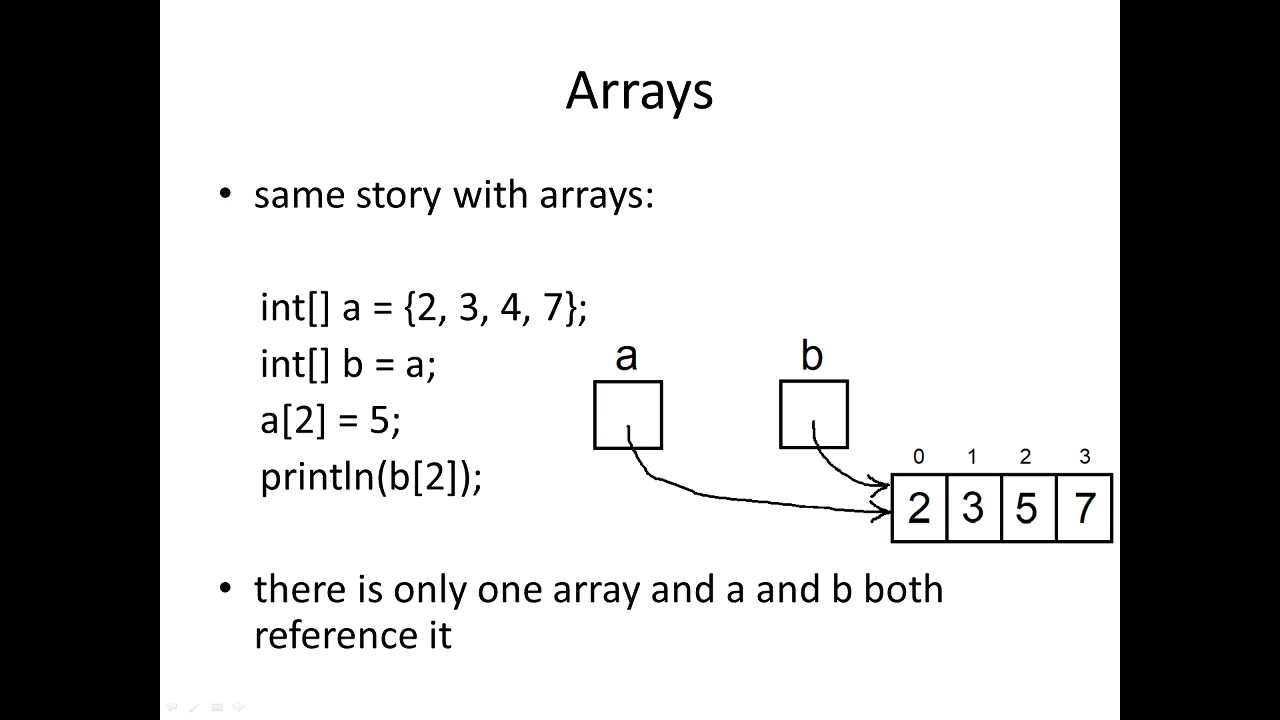 Arrays
• same story with arrays:
int[] a = {2, 3, 4, 7};
int[] b = a;
a[2] = 5;
println(b[2]);
a b
0 1 2 3
2 3 5 7
• there is only one array and a and b both
reference it